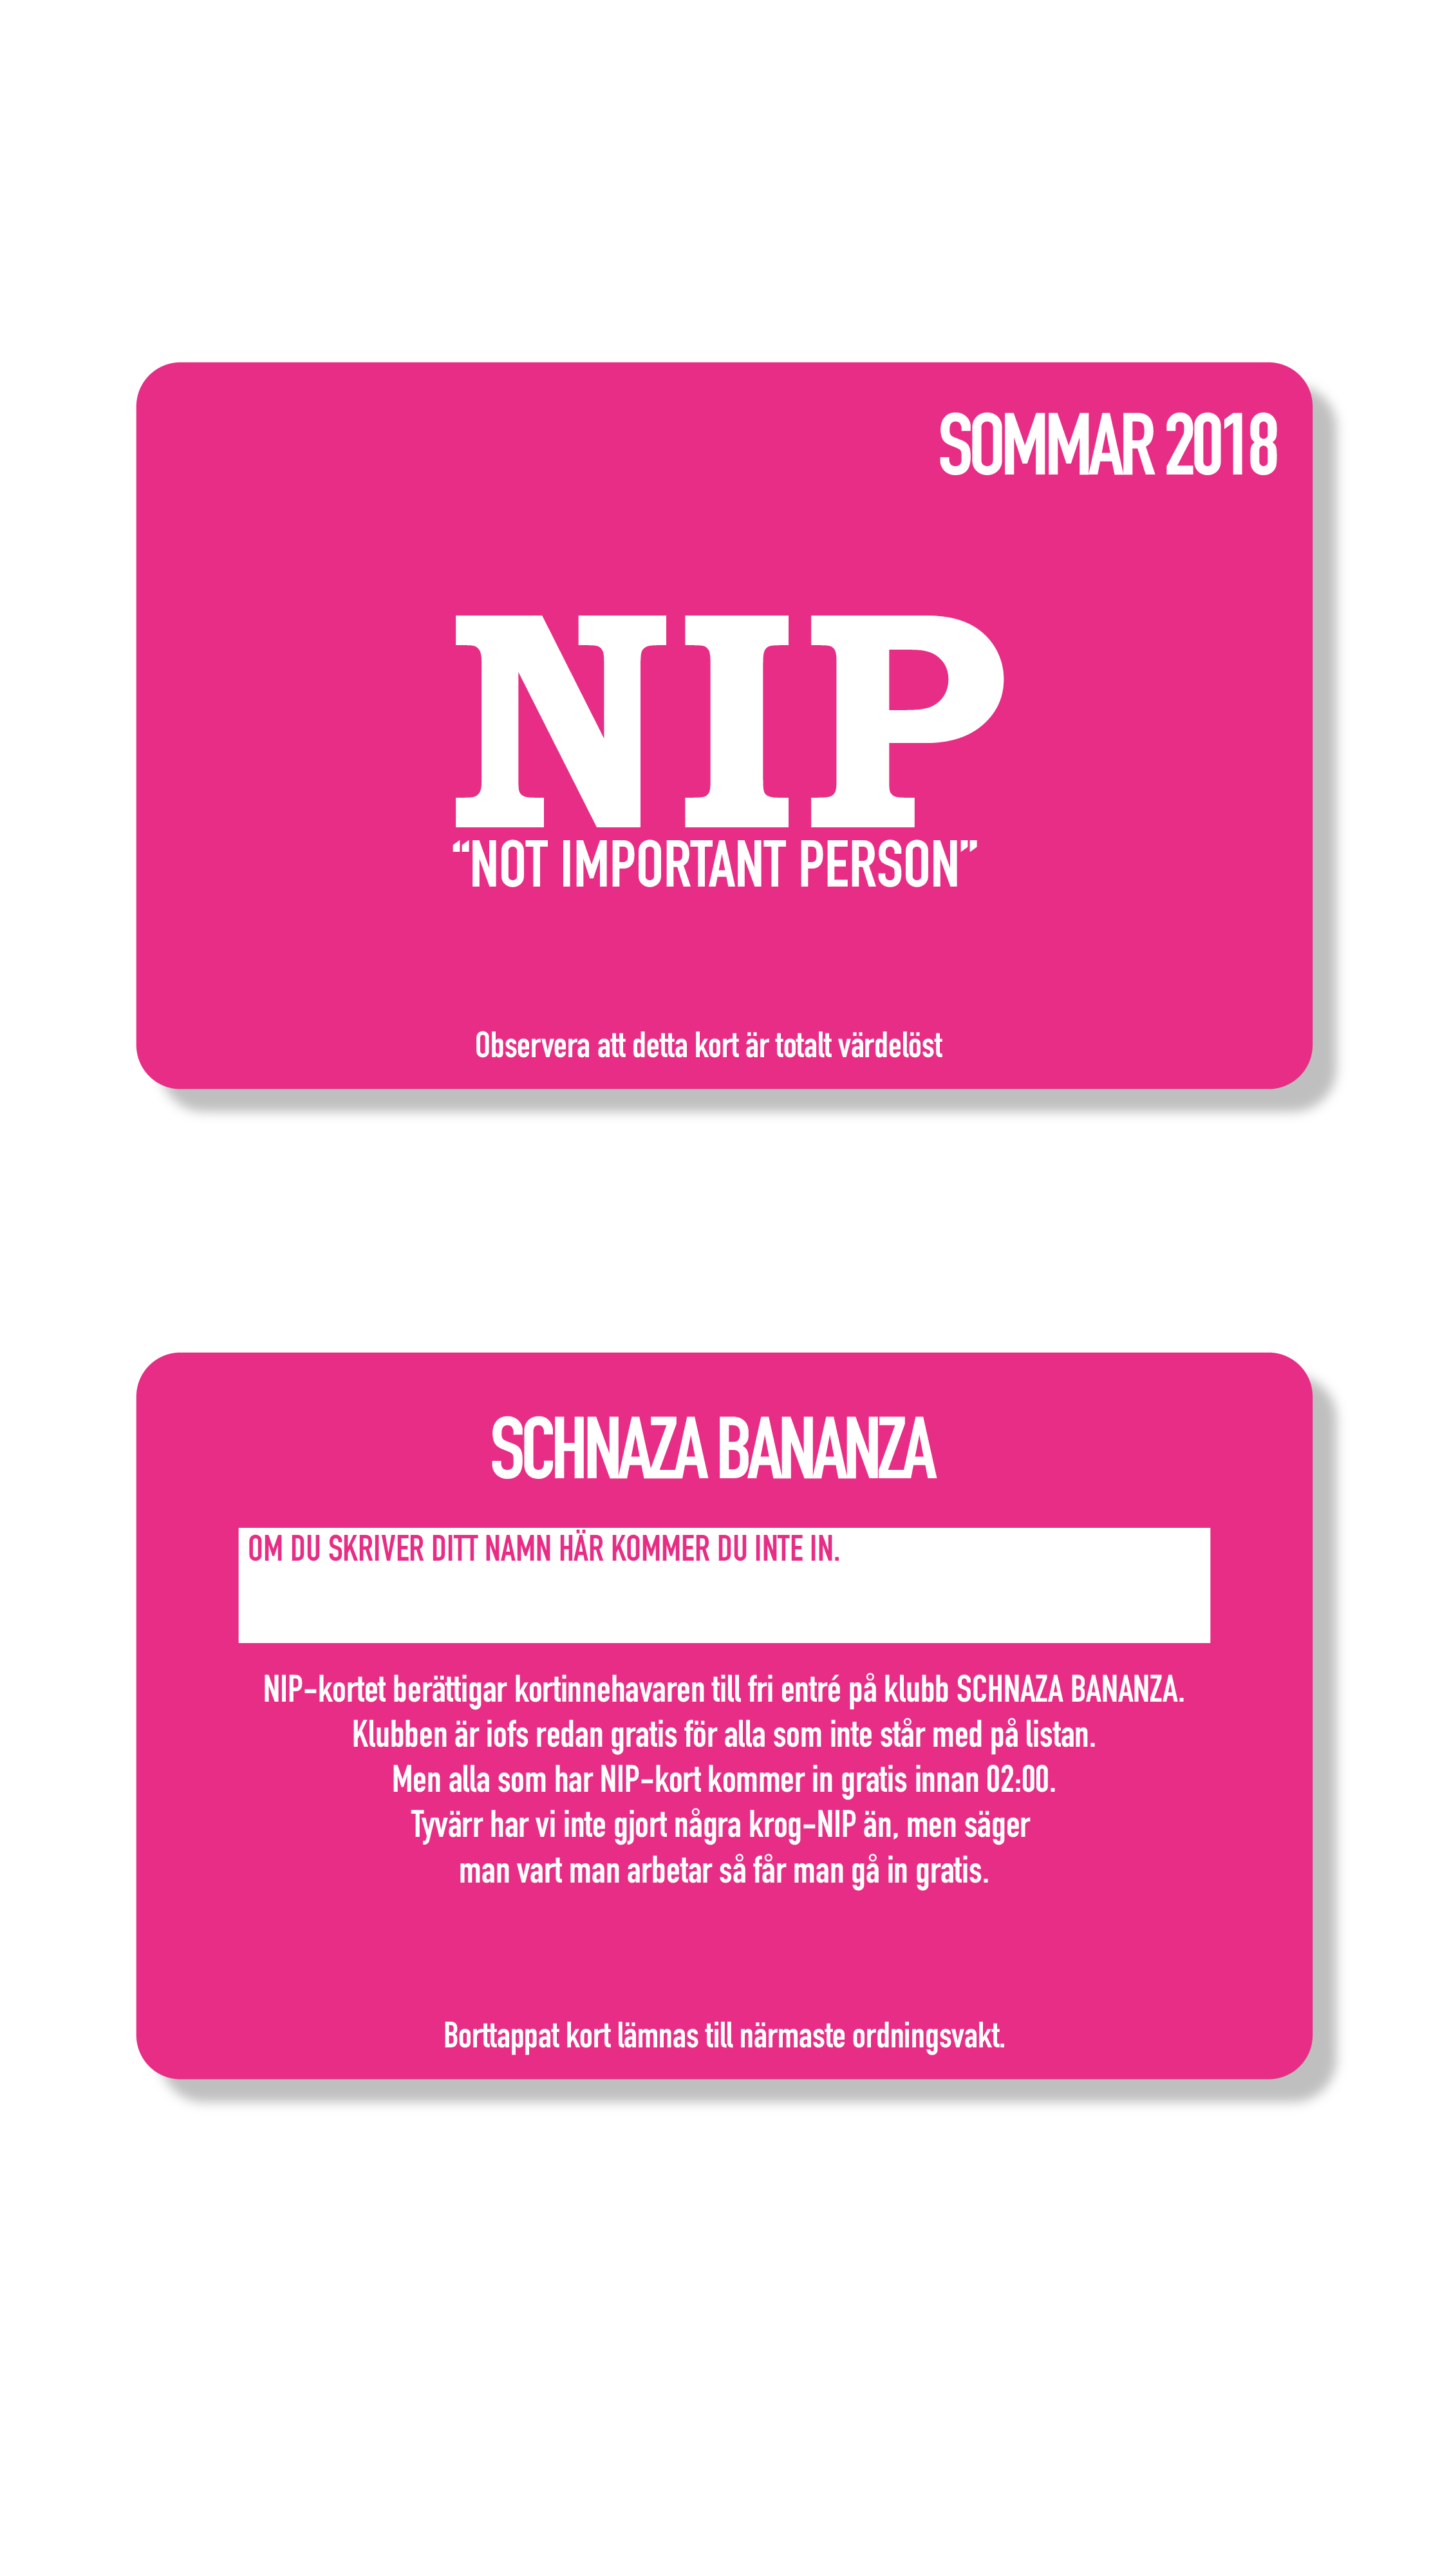 SOMMAR 2018
NIP
“NOT IMPORTANT PERSON”
Observera att detta kort är totalt värdelöst
SCHNAZA BANANZA
OM DU SKRIVER DITT NAMN HÄR KOMMER DU INTE IN.
NIP-kortet berättigar kortinnehavaren till fri entré på klubb SCHNAZA BANANZA.
Klubben är iofs redan gratis för alla som inte står med på listan.
Men alla som har NIP-kort kommer in gratis innan 02:00.
Tyvärr har vi inte gjort några krog-NIP än, men säger
man vart man arbetar så får man gå in gratis.
Borttappat kort lämnas till närmaste ordningsvakt.